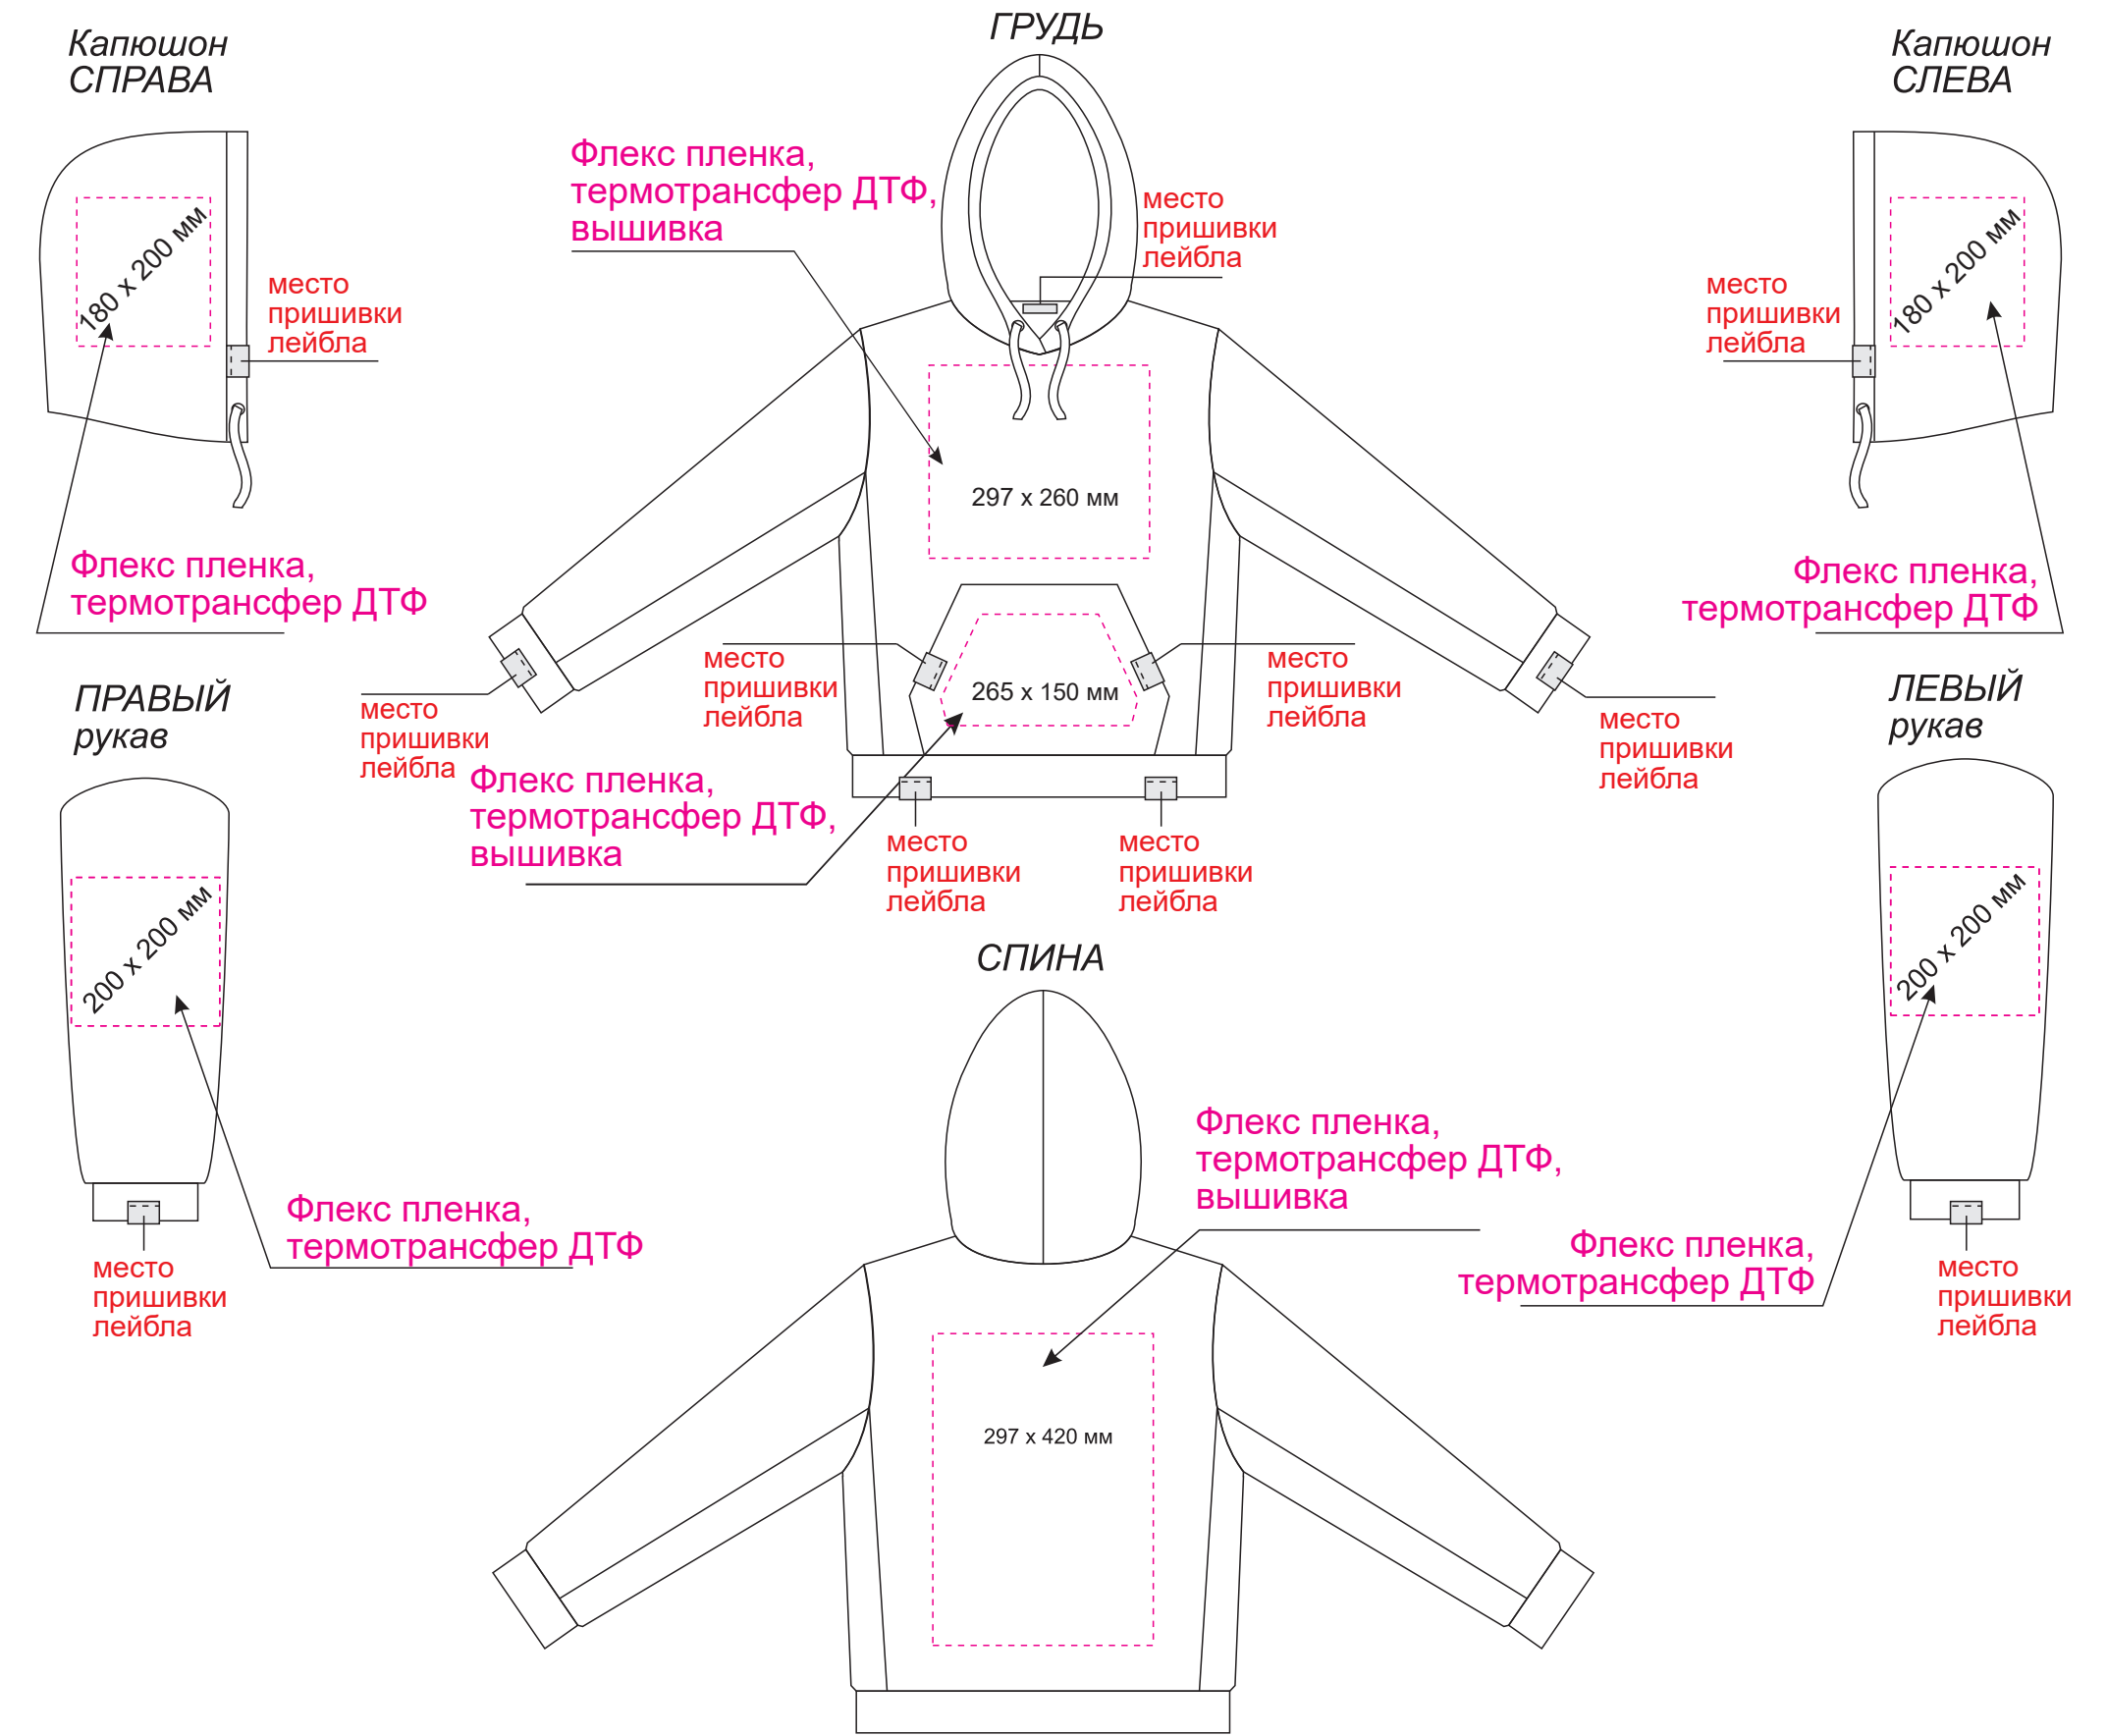 ГРУДЬ
Капюшон
СПРАВА
Капюшон
СЛЕВА
Флекс пленка,
термотрансфер ДТФ,
вышивка
место
пришивки
лейбла
180 х 200 мм
место
пришивки
лейбла
180 х 200 мм
место
пришивки
лейбла
297 х 260 мм
Флекс пленка,
термотрансфер ДТФ
Флекс пленка,
термотрансфер ДТФ
место
пришивки
лейбла
265 х 150 мм
место
пришивки
лейбла
ПРАВЫЙ
рукав
ЛЕВЫЙ
рукав
место
пришивки
лейбла
место
пришивки
лейбла
Флекс пленка,
термотрансфер ДТФ,
вышивка
место
пришивки
лейбла
место
пришивки
лейбла
200 х 200 мм
200 х 200 мм
СПИНА
Флекс пленка,
термотрансфер ДТФ,
вышивка
Флекс пленка,
термотрансфер ДТФ
Флекс пленка,
термотрансфер ДТФ
место
пришивки
лейбла
место
пришивки
лейбла
297 х 420 мм